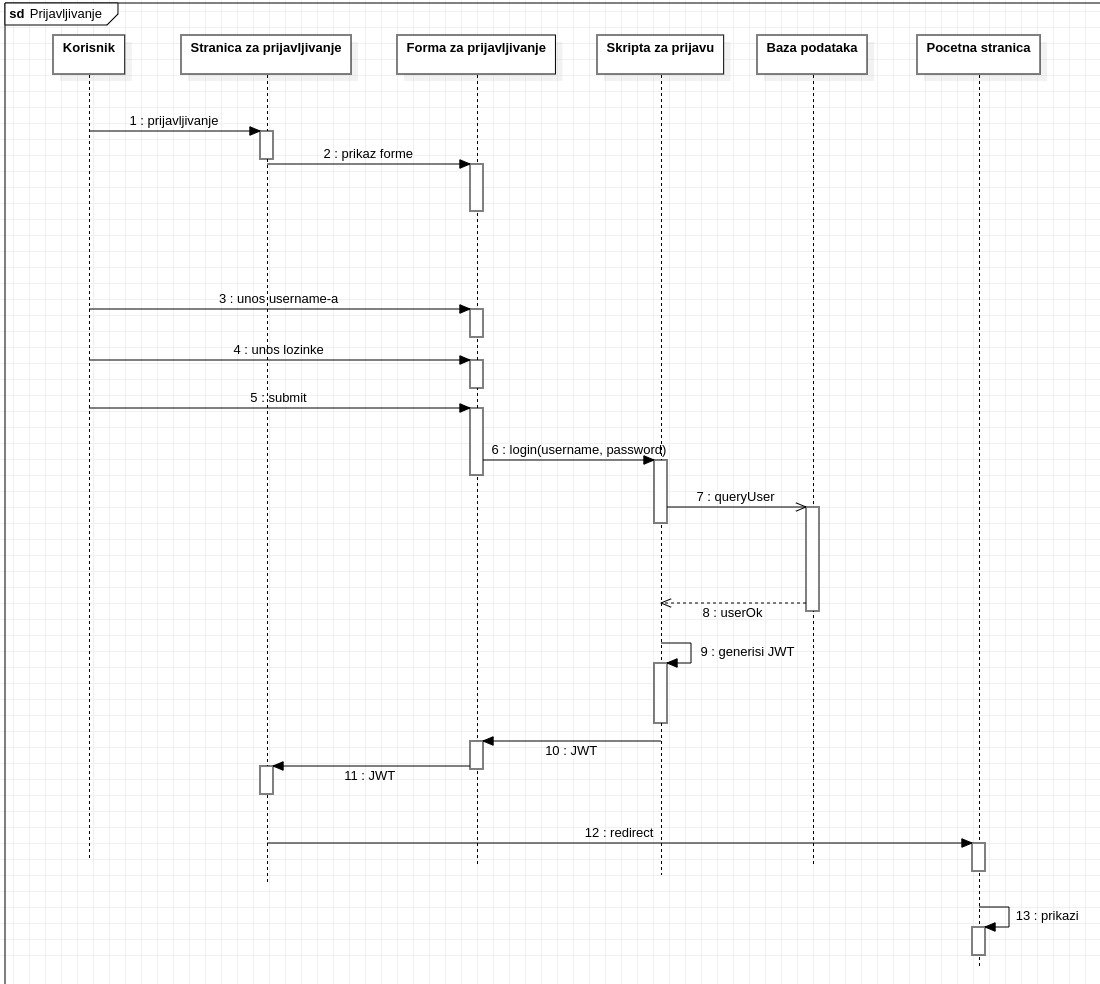 sd Prijavljivanje
Korisnik
Stranica za prijavljivanje
Forma za prijavljivanje
Skripta za prijavu
Baza podataka
Pocetna stranica
1 : prijavljivanje
2 : prikaz forme
3 : unos username-a
4 : unos lozinke
5 : submit
6 : login(username, password)
7 : queryUser
8 : userOk
9 : generisi JWT
10 : JWT
11 : JWT
12 : redirect
13 : prikazi